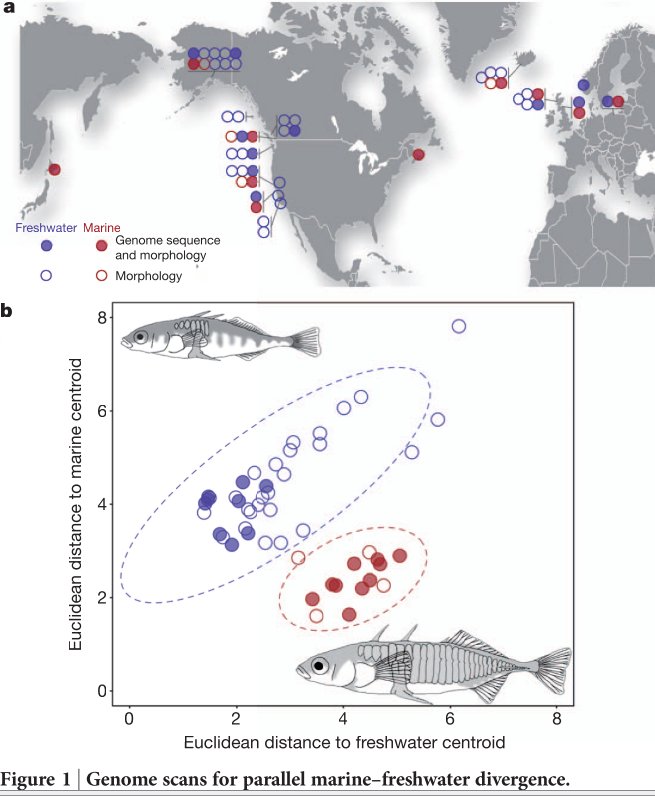 a
Freshwater Marine
Genome sequence
and morphology
Morphology
b
8
6
4
2
0
Euclidean distance to marine centroid
0 2 4 6 8
Euclidean distance to freshwater centroid
Figure 1 | Genome scans for parallel marine–freshwater divergence.